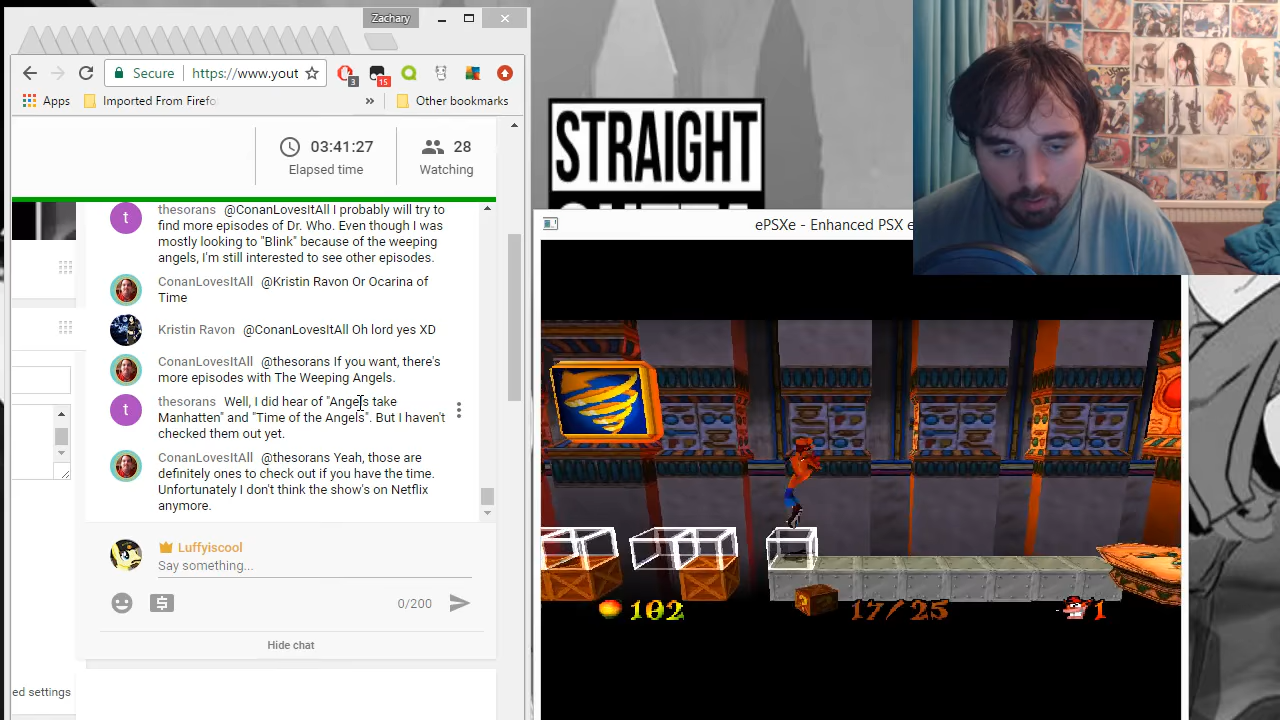 Zachary
Secure
https://www.yout
3
15
Apps
Imported From Firefo
»
Other bookmarks
03:41:27
Elapsed time
28
Watching
thesorans @ConanLovesItAll I probably will try to
find more episodes of Dr. Who. Even though I was
mostly looking to "Blink" because of the weeping
angels, I'm still interested to see other episodes.
ConanLovesItAll @Kristin Ravon Or Ocarina of
Time
Kristin Ravon @ConanLovesItAll Oh lord yes XD
ConanLovesItAll @thesorans If you want, there's
more episodes with The Weeping Angels.
thesorans Well, I did hear of "Angels take
Manhatten" and "Time of the Angels". But I haven't
checked them out yet.
ConanLovesItAll @thesorans Yeah, those are
definitely ones to check out if you have the time.
Unfortunately I don't think the show's on Netflix
anymore.
t
t
Luffyiscool
Say something...
0/200
Hide chat
ed settings
STRAIGHT
ePSXe - Enhanced PSX e
102
?
17/25
1